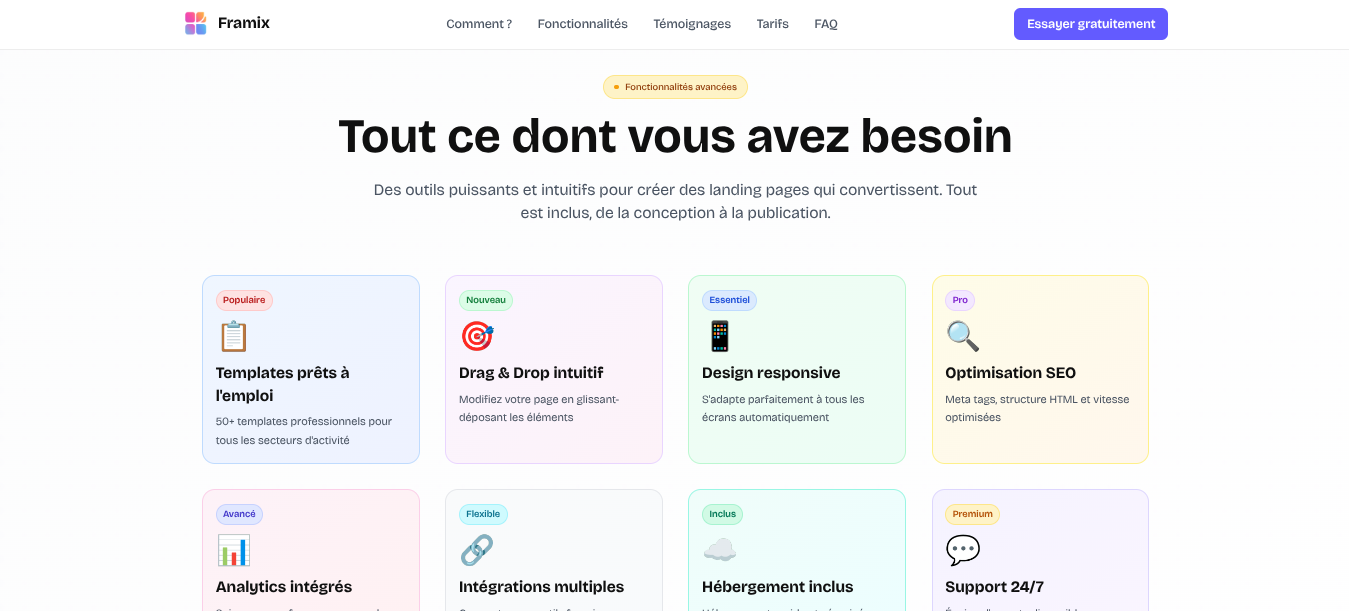 Framix
Comment ?
Fonctionnalités
Témoignages
Tarifs
FAQ
Essayer gratuitement
Fonctionnalités avancées
Tout ce dont vous avez besoin
Des outils puissants et intuitifs pour créer des landing pages qui convertissent. Tout
est inclus, de la conception à la publication.
Populaire
Templates prêts à
l'emploi
50+ templates professionnels pour
tous les secteurs d'activité
Nouveau
Drag & Drop intuitif
Modifiez votre page en glissant-
déposant les éléments
Essentiel
Design responsive
S'adapte parfaitement à tous les
écrans automatiquement
Pro
Optimisation SEO
Meta tags, structure HTML et vitesse
optimisées
Avancé
Analytics intégrés
Flexible
Intégrations multiples
Inclus
Hébergement inclus
Premium
Support 24/7